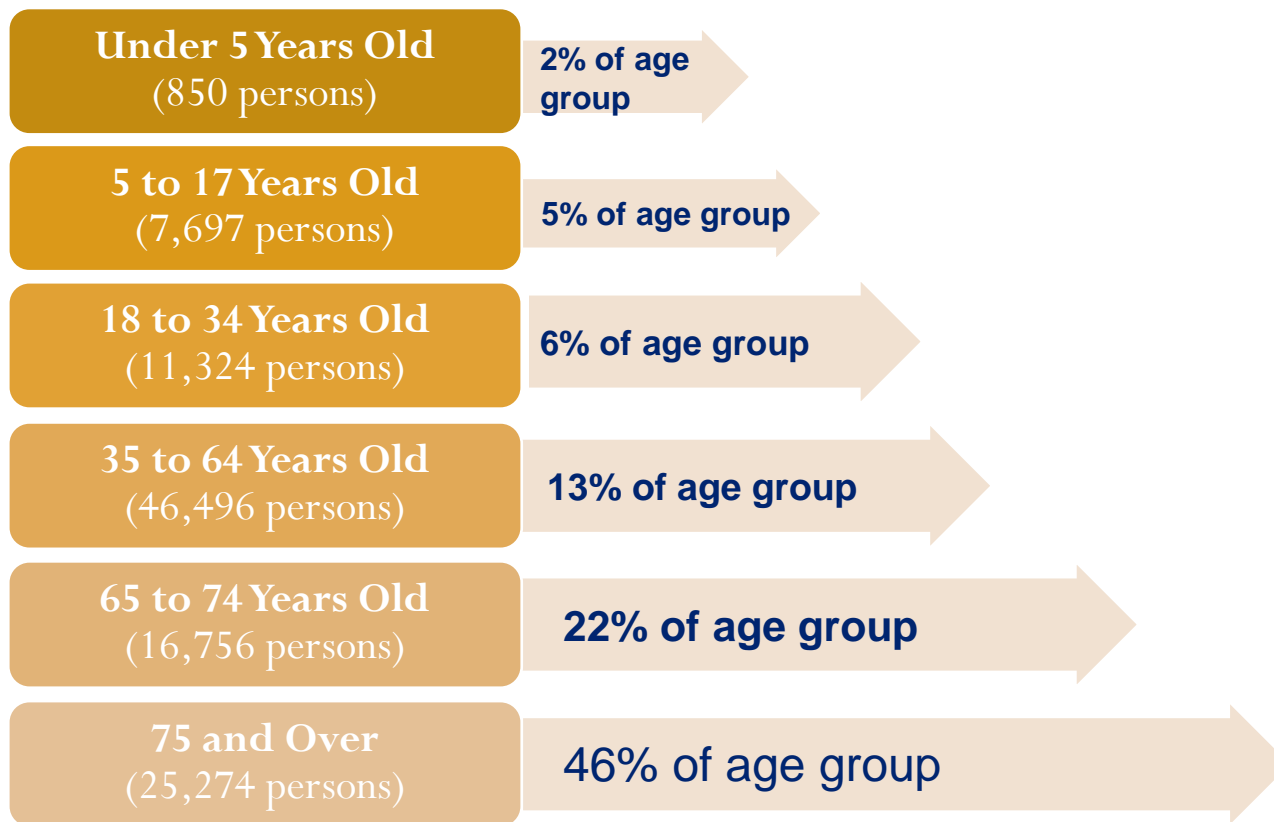 Under 5 Years Old
(850 persons)
2% of age
group
5 to 17 Years Old
(7,697 persons)
5% of age group
18 to 34 Years Old
(11,324 persons)
6% of age group
35 to 64 Years Old
(46,496 persons)
13% of age group
65 to 74 Years Old
(16,756 persons)
22% of age group
75 and Over
(25,274 persons)
46% of age group